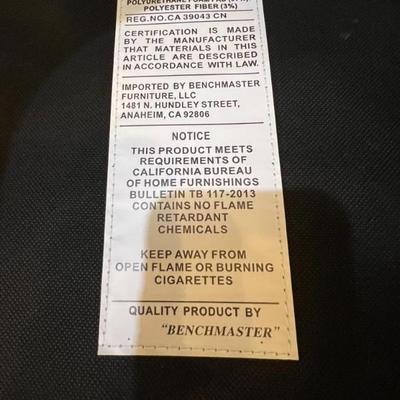 POLYURETHANE FOAM PAD
POLYESTER FIBER (3%)
REG.NO.CA 39043 CN
CERTIFICATION IS MADE
BY THE MANUFACTURER
THAT MATERIALS IN THIS
ARTICLE ARE DESCRIBED
IN ACCORDANCE WITH LAW.
IMPORTED BY BENCHMASTER
FURNITURE, LLC
1481 N. HUNDLEY STREET,
ANAHEIM, CA 92806
NOTICE
THIS PRODUCT MEETS
REQUIREMENTS OF
CALIFORNIA BUREAU
OF HOME FURNISHINGS
BULLETIN TB 117-2013
CONTAINS NO FLAME
RETARDANT
CHEMICALS
KEEP AWAY FROM
OPEN FLAME OR BURNING
CIGARETTES
QUALITY PRODUCT BY
"BENCHMASTER"